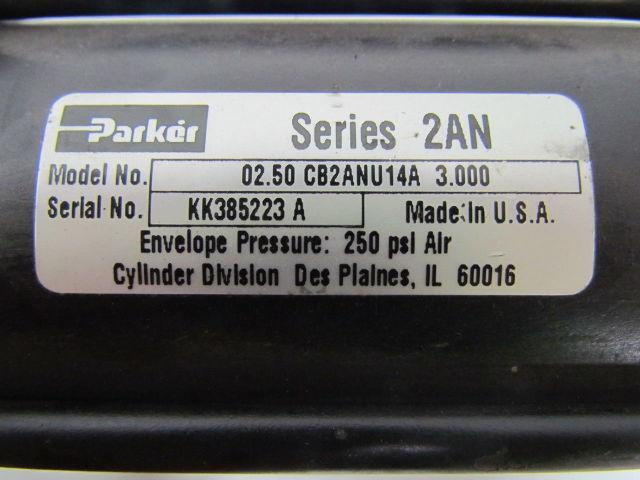 Parker Series 2AN
Model No. 02.50 CB2ANU14A 3.000
Serial No. KK385223 A Made in U.S.A.
Envelope Pressure: 250 psi Air
Cylinder Division Des Plaines, IL 60016